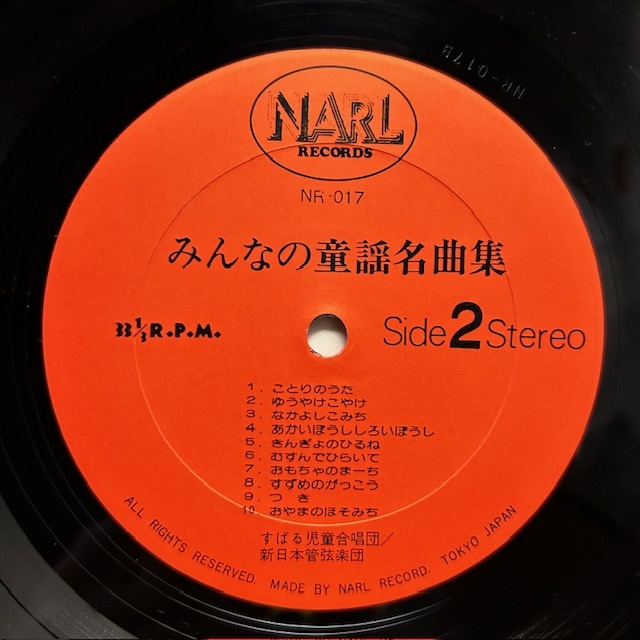 NR-017B
NARL
RECORDS
NR-017
みんなの童謡名曲集
33 1/3 R.P.M.
Side 2 Stereo
1. ことりのうた
2. ゆうやけこやけ
3. なかよしこみち
4. あかいぼうししろいぼうし
5. きんぎょのひるね
6. むすんでひらいて
7. おもちゃのまーち
8. すずめのがっこう
9. つ き
10. おやまのほそみち
すばる児童合唱団/
新日本管弦楽団
ALL RIGHTS RESERVED. MADE BY NARL RECORD. TOKYO JAPAN